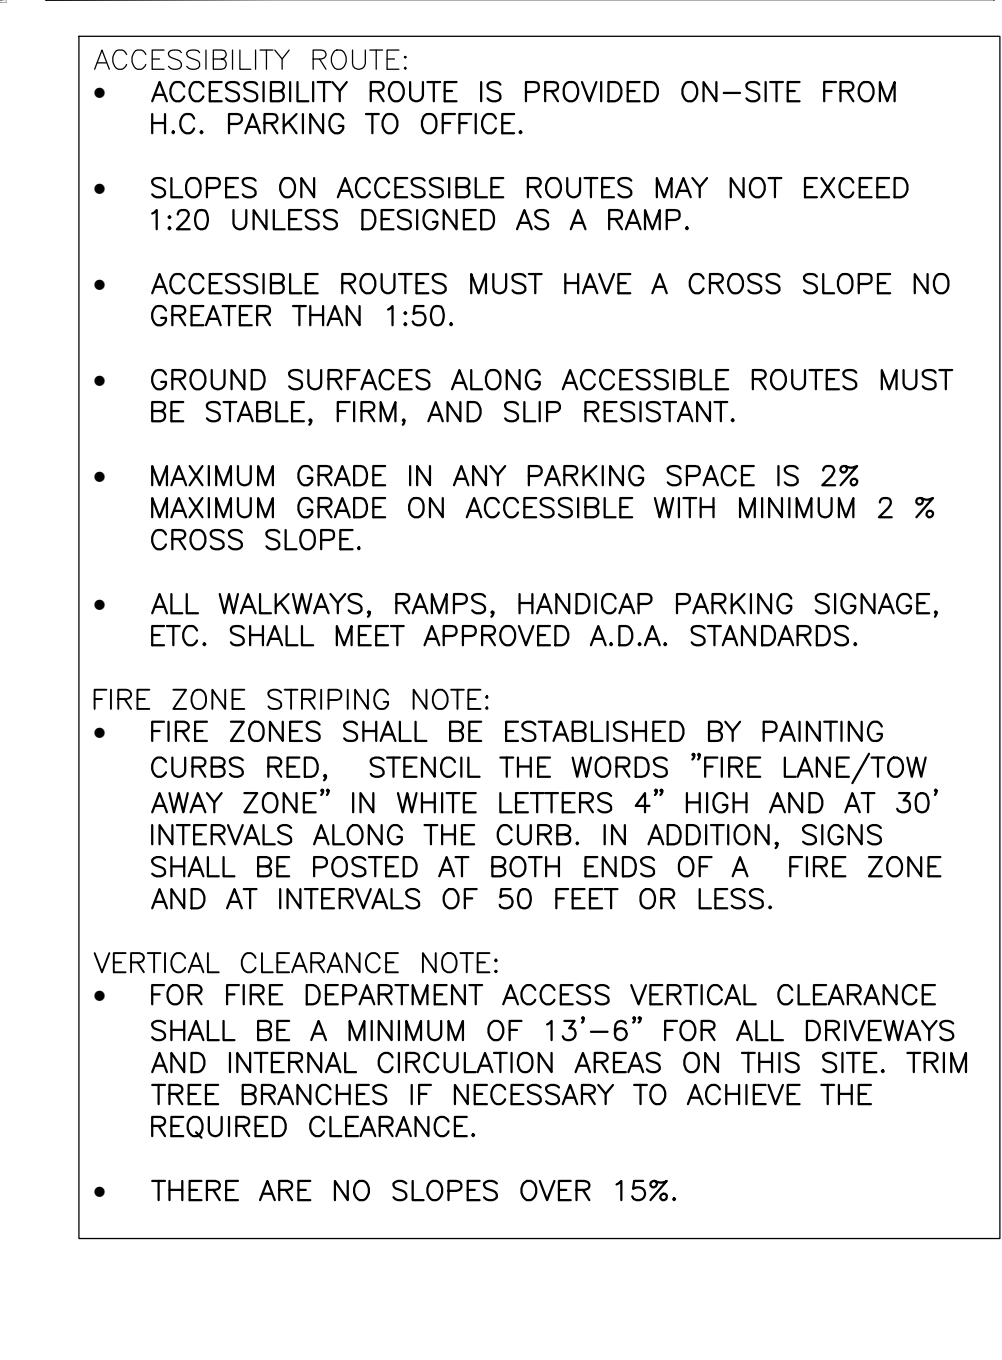 ACCESSIBILITY ROUTE:
• ACCESSIBILITY ROUTE IS PROVIDED ON-SITE FROM
H.C. PARKING TO OFFICE.
• SLOPES ON ACCESSIBLE ROUTES MAY NOT EXCEED
1:20 UNLESS DESIGNED AS A RAMP.
• ACCESSIBLE ROUTES MUST HAVE A CROSS SLOPE NO
GREATER THAN 1:50.
• GROUND SURFACES ALONG ACCESSIBLE ROUTES MUST
BE STABLE, FIRM, AND SLIP RESISTANT.
• MAXIMUM GRADE IN ANY PARKING SPACE IS 2%
MAXIMUM GRADE ON ACCESSIBLE WITH MINIMUM 2 %
CROSS SLOPE.
• ALL WALKWAYS, RAMPS, HANDICAP PARKING SIGNAGE,
ETC. SHALL MEET APPROVED A.D.A. STANDARDS.
FIRE ZONE STRIPING NOTE:
• FIRE ZONES SHALL BE ESTABLISHED BY PAINTING
CURBS RED, STENCIL THE WORDS "FIRE LANE/TOW
AWAY ZONE" IN WHITE LETTERS 4" HIGH AND AT 30'
INTERVALS ALONG THE CURB. IN ADDITION, SIGNS
SHALL BE POSTED AT BOTH ENDS OF A FIRE ZONE
AND AT INTERVALS OF 50 FEET OR LESS.
VERTICAL CLEARANCE NOTE:
• FOR FIRE DEPARTMENT ACCESS VERTICAL CLEARANCE
SHALL BE A MINIMUM OF 13'-6" FOR ALL DRIVEWAYS
AND INTERNAL CIRCULATION AREAS ON THIS SITE. TRIM
TREE BRANCHES IF NECESSARY TO ACHIEVE THE
REQUIRED CLEARANCE.
• THERE ARE NO SLOPES OVER 15%.